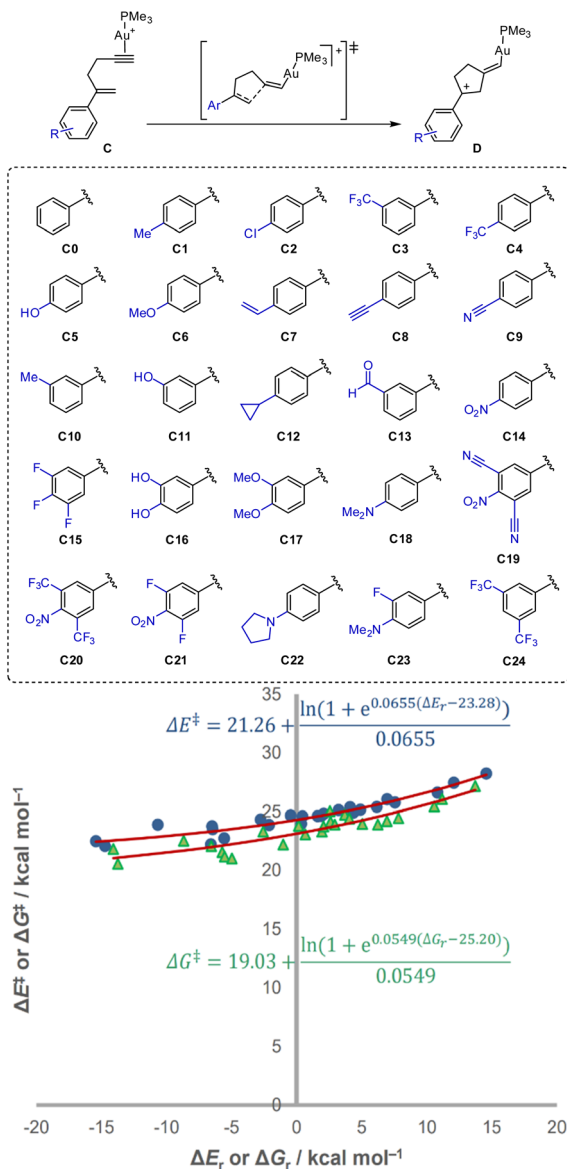 PMe3
Au+
R
C
Ar
Au
PMe3
+
‡
PMe3
Au
+
R
D
C0
Me
C1
Cl
C2
F3C
C3
F3C
C4
HO
C5
MeO
C6
C7
C8
N
C9
Me
C10
HO
C11
C12
H
O
C13
O2N
C14
F
F
F
C15
HO
HO
C16
MeO
MeO
C17
Me2N
C18
N
O2N
N
C19
F3C
O2N
CF3
C20
F
O2N
F
C21
N
C22
F
Me2N
C23
F3C
CF3
C24
35
ΔE‡ = 21.26 + ln(1 + e^0.0655(ΔEr−23.28)) / 0.0655
30
25
20
15
ΔG‡ = 19.03 + ln(1 + e^0.0549(ΔGr−25.20)) / 0.0549
10
5
0
ΔE‡ or ΔG‡ / kcal mol−1
-20 -15 -10 -5 0 5 10 15 20
ΔEr or ΔGr / kcal mol−1